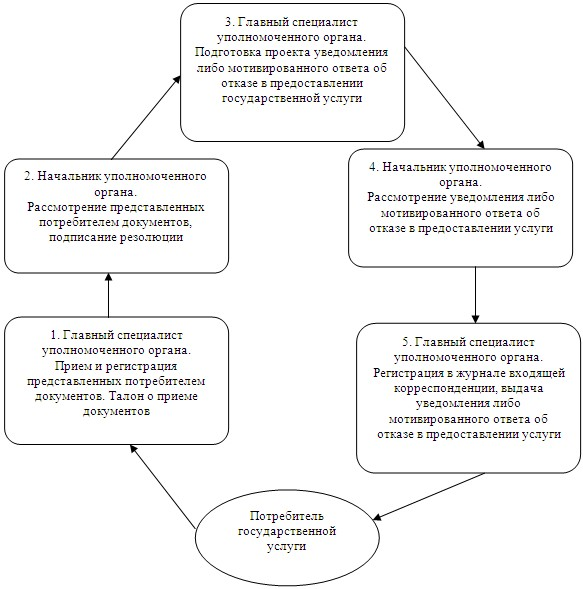 3. Главный специалист
уполномоченного органа.
Подготовка проекта уведомления
либо мотивированного ответа об
отказе в предоставлении
государственной услуги
2. Начальник уполномоченного
органа.
Рассмотрение представленных
потребителем документов,
подписание резолюции
4. Начальник уполномоченного
органа.
Рассмотрение уведомления либо
мотивированного ответа об
отказе в предоставлении услуги
1. Главный специалист
уполномоченного органа.
Прием и регистрация
представленных потребителем
документов. Талон о приеме
документов
5. Главный специалист
уполномоченного органа.
Регистрация в журнале входящей
корреспонденции, выдача
уведомления либо
мотивированного ответа об
отказе в предоставлении услуги
Потребитель
государственной
услуги